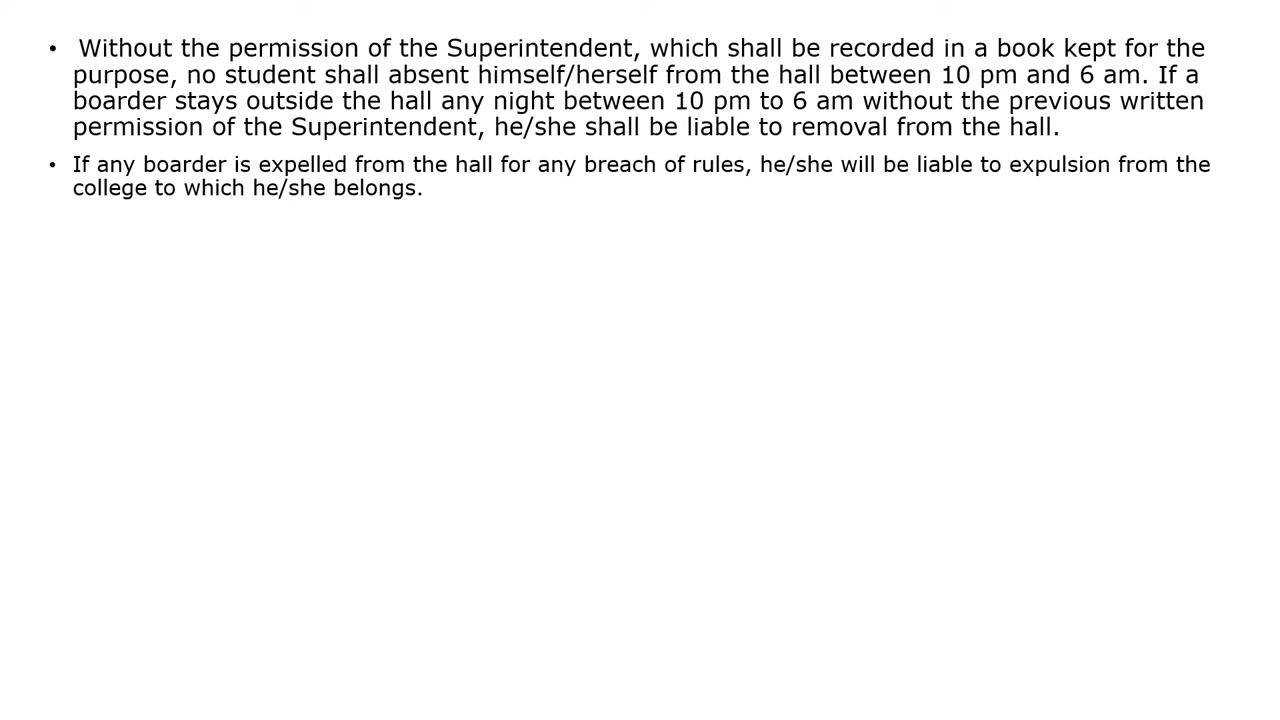 • Without the permission of the Superintendent, which shall be recorded in a book kept for the
purpose, no student shall absent himself/herself from the hall between 10 pm and 6 am. If a
boarder stays outside the hall any night between 10 pm to 6 am without the previous written
permission of the Superintendent, he/she shall be liable to removal from the hall.
• If any boarder is expelled from the hall for any breach of rules, he/she will be liable to expulsion from the
college to which he/she belongs.